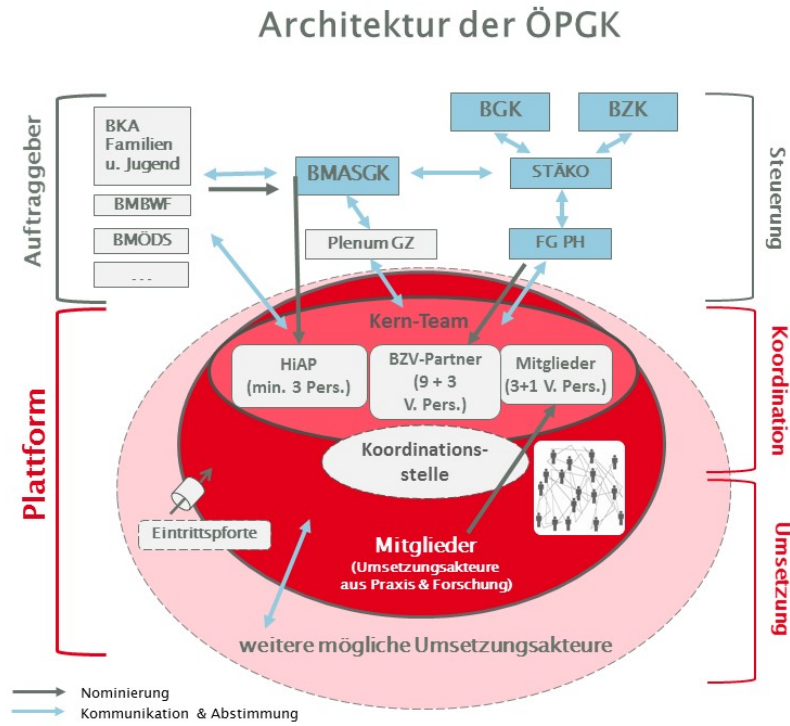 Architektur der ÖPGK
Auftraggeber
BKA
Familien
u. Jugend
BMBWF
BMÖDS
...
BMASGK
Plenum GZ
BGK
BZK
STÄKO
FG PH
Steuerung
Plattform
Kern-Team
HiAP
(min. 3 Pers.)
BZV-Partner
(9 + 3
V. Pers.)
Mitglieder
(3+1 V. Pers.)
Koordination
Koordinations-
stelle
Eintrittspforte
Mitglieder
(Umsetzungsakteure
aus Praxis & Forschung)
Umsetzung
weitere mögliche Umsetzungsakteure
Nominierung
Kommunikation & Abstimmung